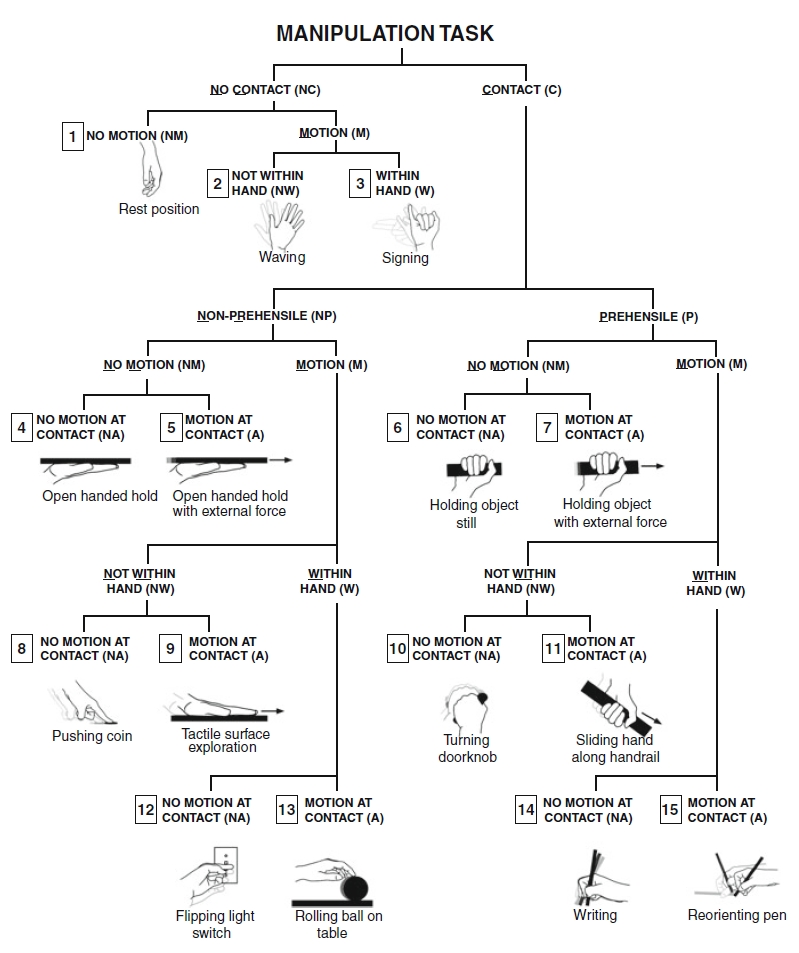 MANIPULATION TASK
NO CONTACT (NC)
CONTACT (C)
1 NO MOTION (NM)
MOTION (M)
Rest position
2 NOT WITHIN
HAND (NW)
3 WITHIN
HAND (W)
Waving
Signing
NON-PREHENSILE (NP)
PREHENSILE (P)
NO MOTION (NM)
MOTION (M)
NO MOTION (NM)
MOTION (M)
4 NO MOTION AT
CONTACT (NA)
5 MOTION AT
CONTACT (A)
6 NO MOTION AT
CONTACT (NA)
7 MOTION AT
CONTACT (A)
Open handed hold
Open handed hold
with external force
Holding object
still
Holding object
with external force
NOT WITHIN
HAND (NW)
WITHIN
HAND (W)
NOT WITHIN
HAND (NW)
WITHIN
HAND (W)
8 NO MOTION AT
CONTACT (NA)
9 MOTION AT
CONTACT (A)
10 NO MOTION AT
CONTACT (NA)
11 MOTION AT
CONTACT (A)
Pushing coin
Tactile surface
exploration
Turning
doorknob
Sliding hand
along handrail
12 NO MOTION AT
CONTACT (NA)
13 MOTION AT
CONTACT (A)
14 NO MOTION AT
CONTACT (NA)
15 MOTION AT
CONTACT (A)
Flipping light
switch
Rolling ball on
table
Writing
Reorienting pen